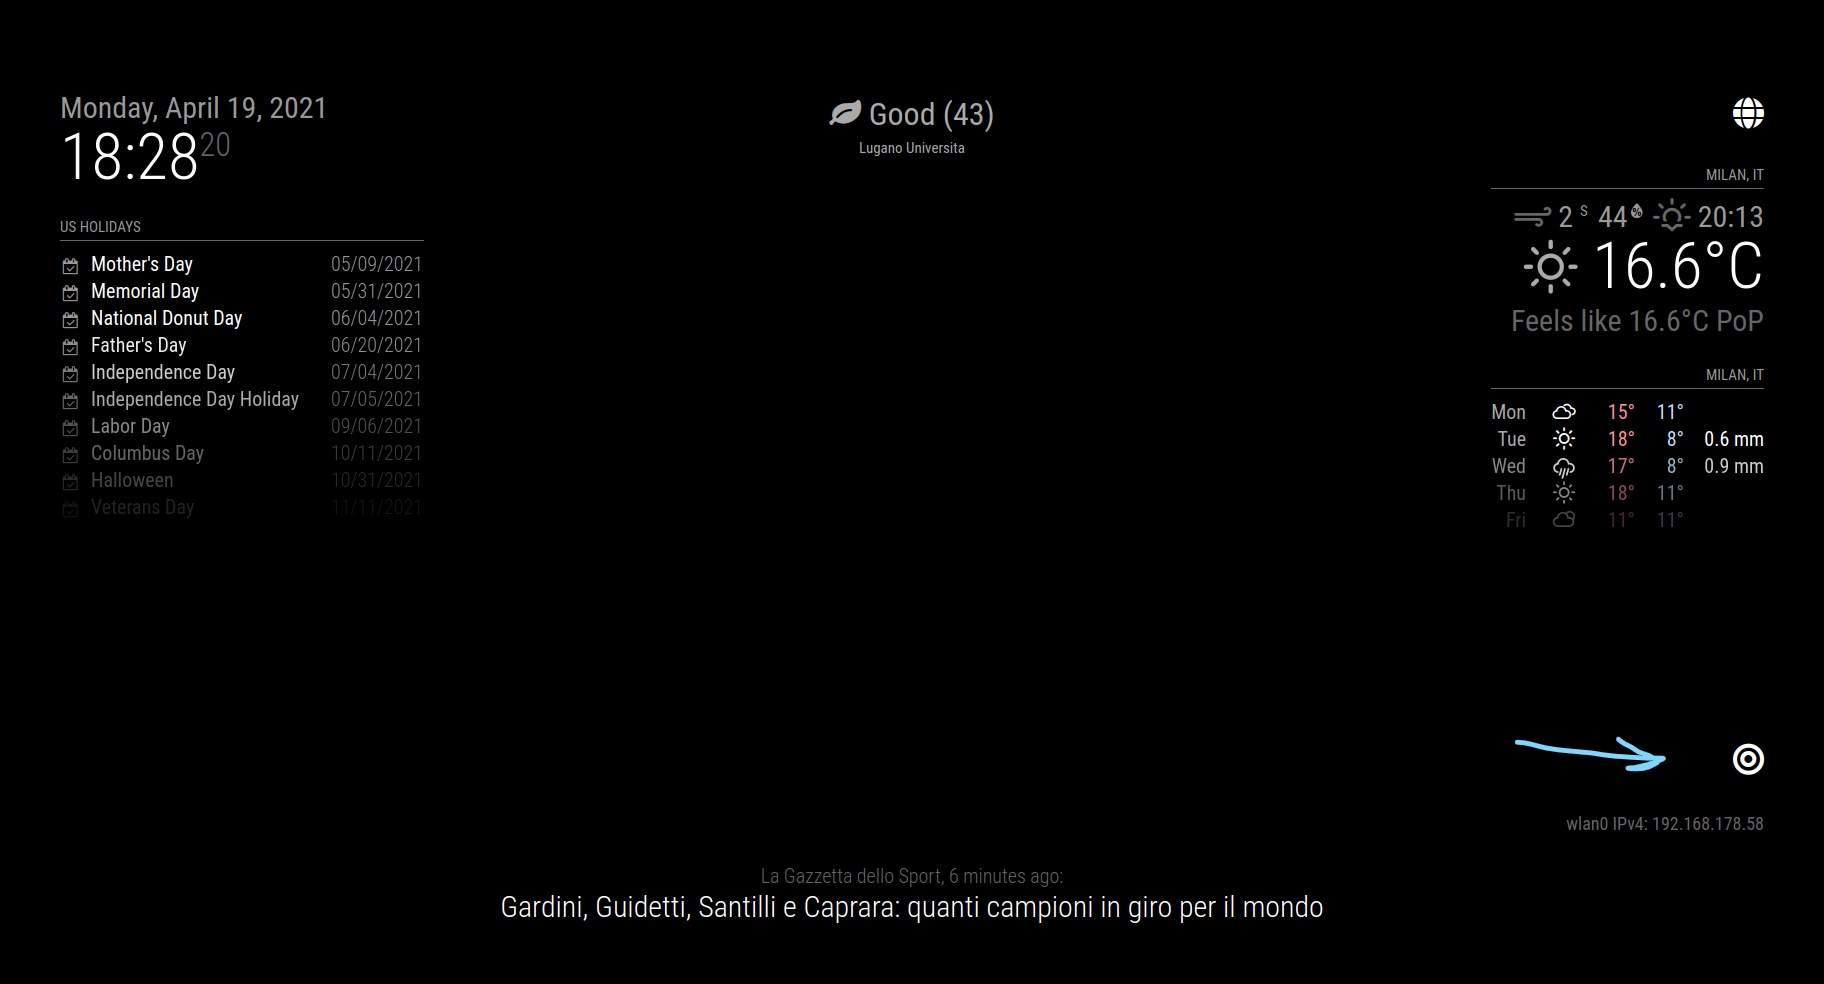 Monday, April 19, 2021
18:28 20
US HOLIDAYS
Mother's Day 05/09/2021
Memorial Day 05/31/2021
National Donut Day 06/04/2021
Father's Day 06/20/2021
Independence Day 07/04/2021
Independence Day Holiday 07/05/2021
Labor Day 09/06/2021
Columbus Day 10/11/2021
Halloween 10/31/2021
Veterans Day 11/11/2021
Good (43)
Lugano Universita
MILAN, IT
2 S 44 % 20:13
16.6°C
Feels like 16.6°C PoP
MILAN, IT
Mon 15° 11°
Tue 18° 8° 0.6 mm
Wed 17° 8° 0.9 mm
Thu 18° 11°
Fri 11° 11°
wlan0 IPv4: 192.168.178.58
La Gazzetta dello Sport, 6 minutes ago:
Gardini, Guidetti, Santilli e Caprara: quanti campioni in giro per il mondo